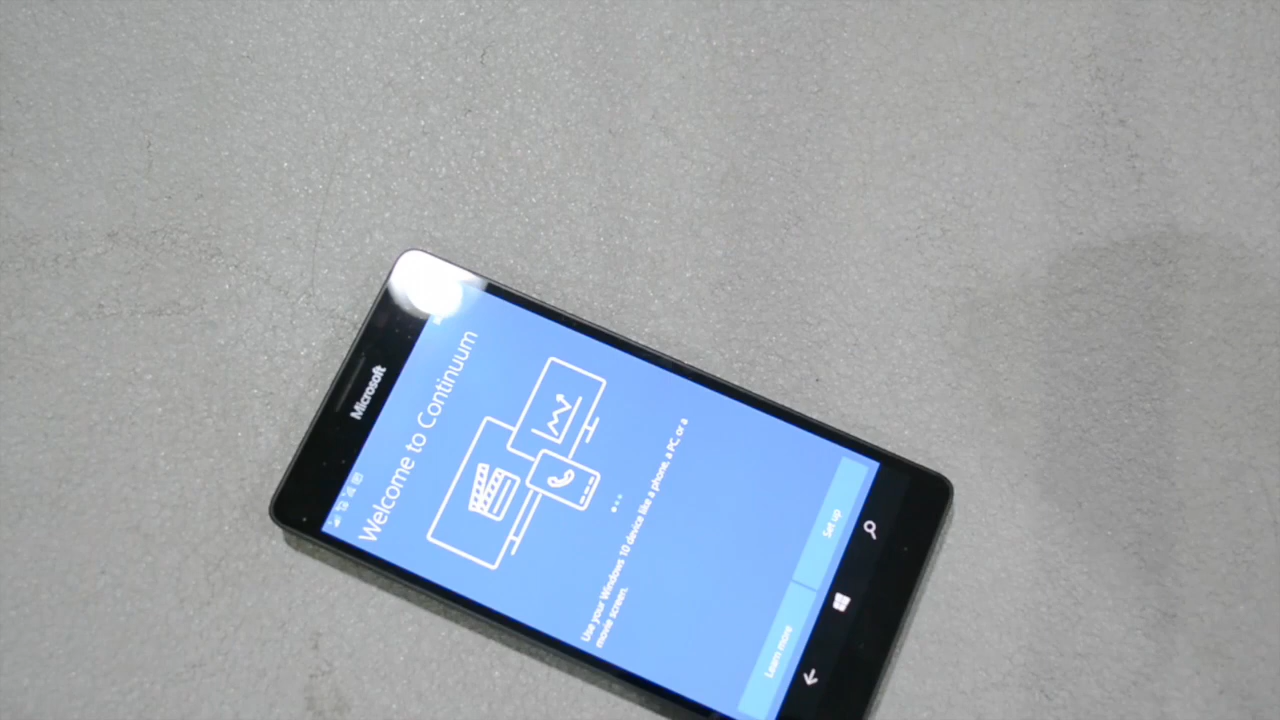 Microsoft
Welcome to Continuum
Use your Windows 10 device like a phone, a PC, or a
movie screen.
Learn more
Set up